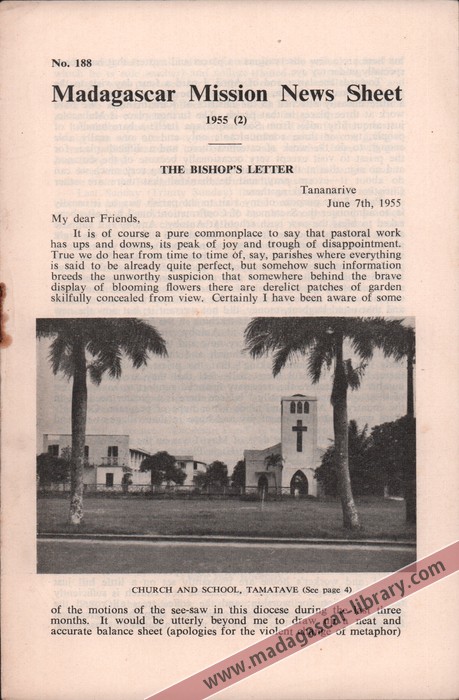 No. 188
Madagascar Mission News Sheet
1955 (2)
THE BISHOP'S LETTER
Tananarive
June 7th, 1955
My dear Friends,
It is of course a pure commonplace to say that pastoral work
has ups and downs, its peak of joy and trough of disappointment.
True we do hear from time to time of, say, parishes where everything
is said to be already quite perfect, but somehow such information
breeds the unworthy suspicion that somewhere behind the brave
display of blooming flowers there are derelict patches of garden
skilfully concealed from view. Certainly I have been aware of some
CHURCH AND SCHOOL, TAMATAVE (See page 4)
of the motions of the see-saw in this diocese during the three
months. It would be utterly beyond me to draw neat and
accurate balance sheet (apologies for the violent of metaphor)
www.madagascar-library.com